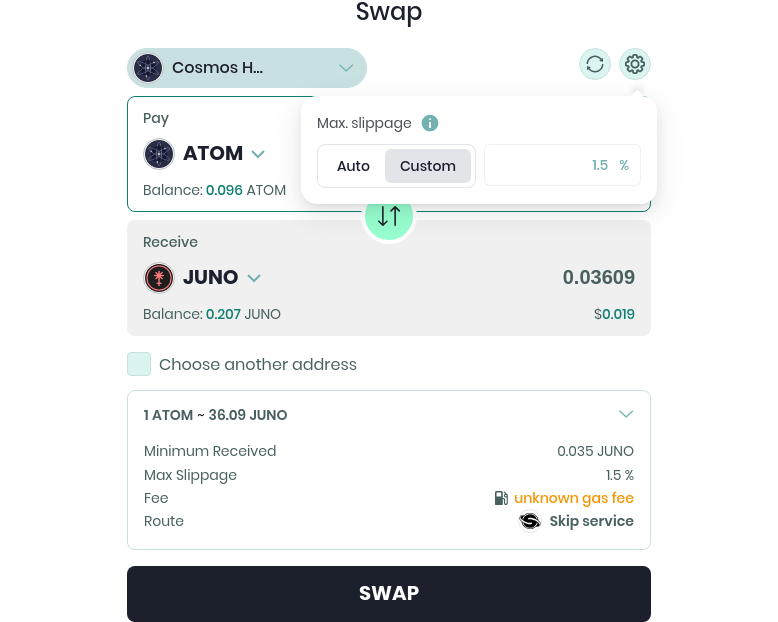 Swap
Cosmos H...
Pay
Max. slippage
ATOM
Auto Custom 1.5 %
Balance: 0.096 ATOM
Receive
JUNO 0.03609
Balance: 0.207 JUNO $0.019
Choose another address
1 ATOM ~ 36.09 JUNO
Minimum Received 0.035 JUNO
Max Slippage 1.5 %
Fee unknown gas fee
Route Skip service
SWAP